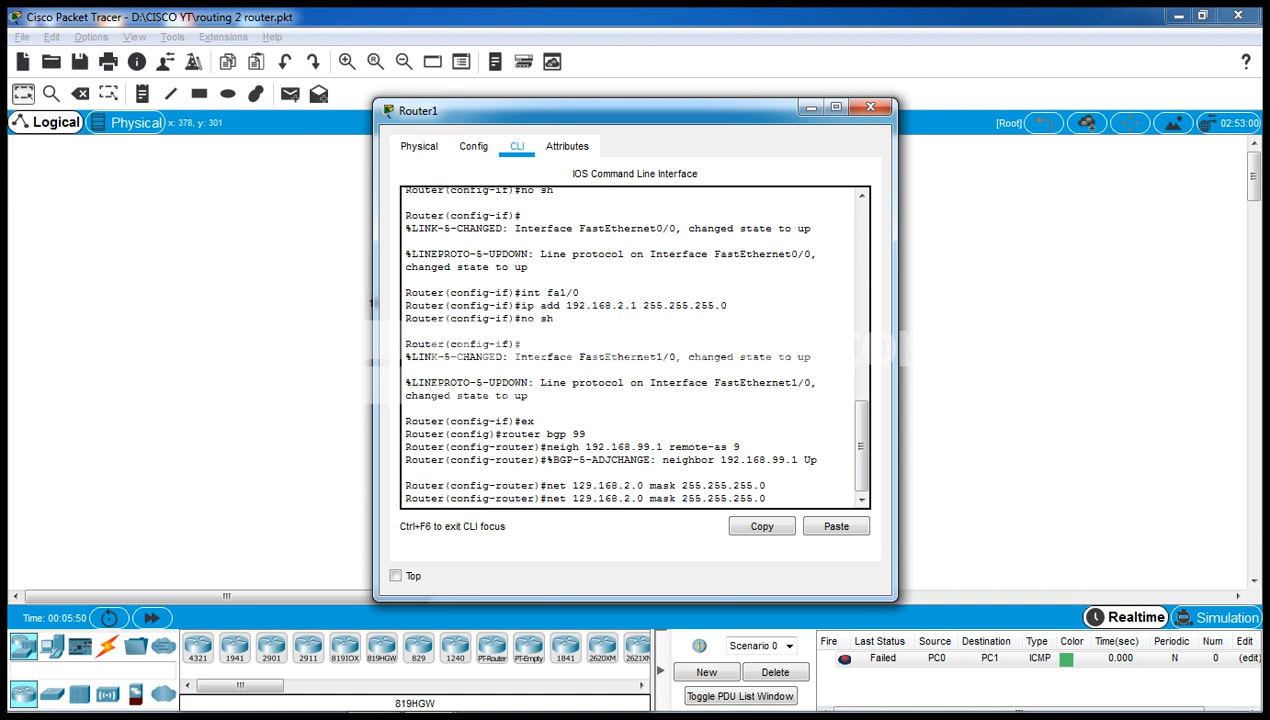 Cisco Packet Tracer - D:\CISCO YT\routing 2 router.pkt
File Edit Options View Tools Extensions Help
Logical Physical x: 378, y: 301 [Root] 02:53:00
Router1
Physical Config CLI Attributes
IOS Command Line Interface
Router(config-if)#no sh
Router(config-if)#
%LINK-5-CHANGED: Interface FastEthernet0/0, changed state to up
%LINEPROTO-5-UPDOWN: Line protocol on Interface FastEthernet0/0,
changed state to up
Router(config-if)#int fa1/0
Router(config-if)#ip add 192.168.2.1 255.255.255.0
Router(config-if)#no sh
Router(config-if)#
%LINK-5-CHANGED: Interface FastEthernet1/0, changed state to up
%LINEPROTO-5-UPDOWN: Line protocol on Interface FastEthernet1/0,
changed state to up
Router(config-if)#ex
Router(config)#router bgp 99
Router(config-router)#neigh 192.168.99.1 remote-as 9
Router(config-router)#%BGP-5-ADJCHANGE: neighbor 192.168.99.1 Up
Router(config-router)#net 129.168.2.0 mask 255.255.255.0
Router(config-router)#net 129.168.2.0 mask 255.255.255.0
Ctrl+F6 to exit CLI focus Copy Paste
Top
Time: 00:05:50 Realtime Simulation
4321 1941 2901 2911 819IOX 819HGW 829 1240 PT-Router PT-Empty 1841 2620XM 2621XM
819HGW
Scenario 0
New Delete
Toggle PDU List Window
Fire Last Status Source Destination Type Color Time(sec) Periodic Num Edit
Failed PC0 PC1 ICMP 0.000 N 0 (edit)